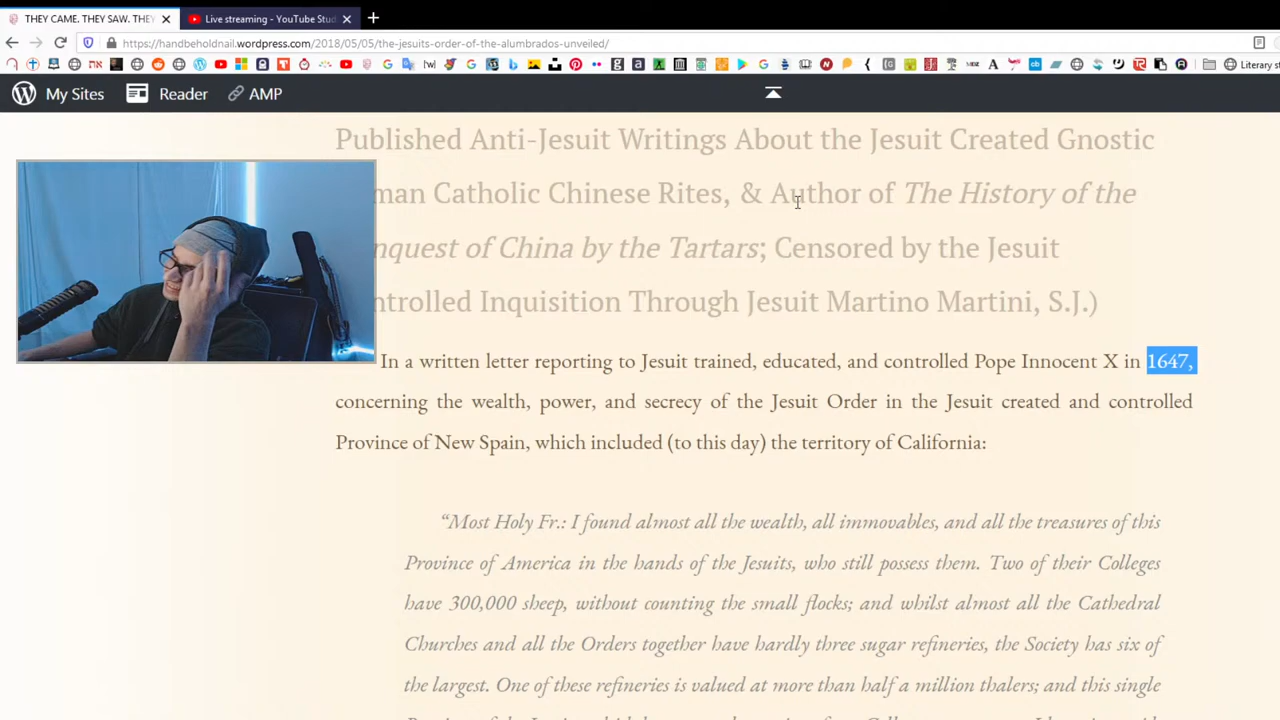 THEY CAME. THEY SAW. THEY
Live streaming - YouTube Stud
https://handbeholdnail.wordpress.com/2018/05/05/the-jesuits-order-of-the-alumbrados-unveiled/
Literary st
My Sites
Reader
AMP
Published Anti-Jesuit Writings About the Jesuit Created Gnostic
man Catholic Chinese Rites, & Author of The History of the
nquest of China by the Tartars; Censored by the Jesuit
ntrolled Inquisition Through Jesuit Martino Martini, S.J.)
In a written letter reporting to Jesuit trained, educated, and controlled Pope Innocent X in 1647,
concerning the wealth, power, and secrecy of the Jesuit Order in the Jesuit created and controlled
Province of New Spain, which included (to this day) the territory of California:
“Most Holy Fr.: I found almost all the wealth, all immovables, and all the treasures of this
Province of America in the hands of the Jesuits, who still possess them. Two of their Colleges
have 300,000 sheep, without counting the small flocks; and whilst almost all the Cathedral
Churches and all the Orders together have hardly three sugar refineries, the Society has six of
the largest. One of these refineries is valued at more than half a million thalers; and this single